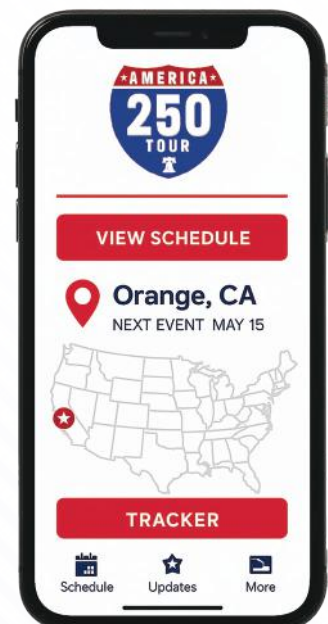 AMERICA
250
TOUR
VIEW SCHEDULE
Orange, CA
NEXT EVENT MAY 15
TRACKER
Schedule Updates More